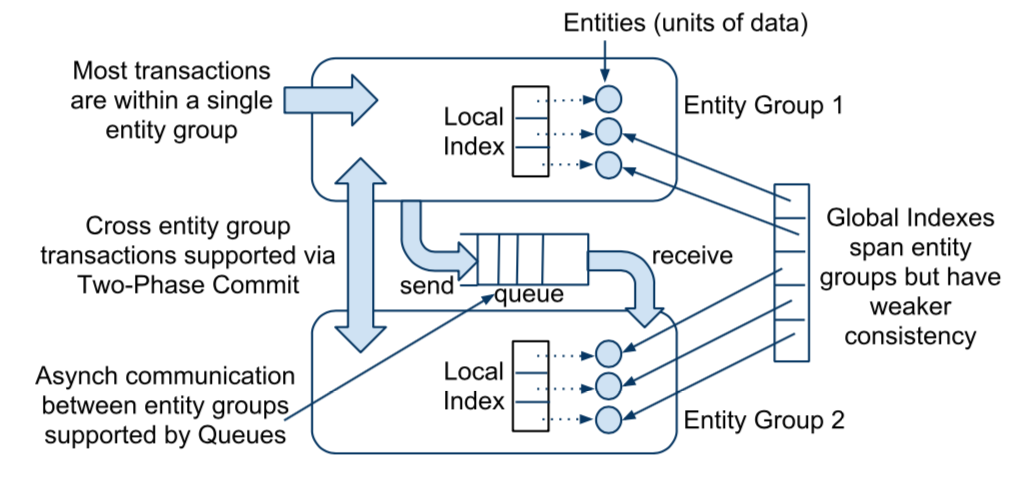 Entities (units of data)
Most transactions
are within a single
entity group
Local
Index
Entity Group 1
Cross entity group
transactions supported via
Two-Phase Commit
send
queue
receive
Global Indexes
span entity
groups but have
weaker
consistency
Asynch communication
between entity groups
supported by Queues
Local
Index
Entity Group 2